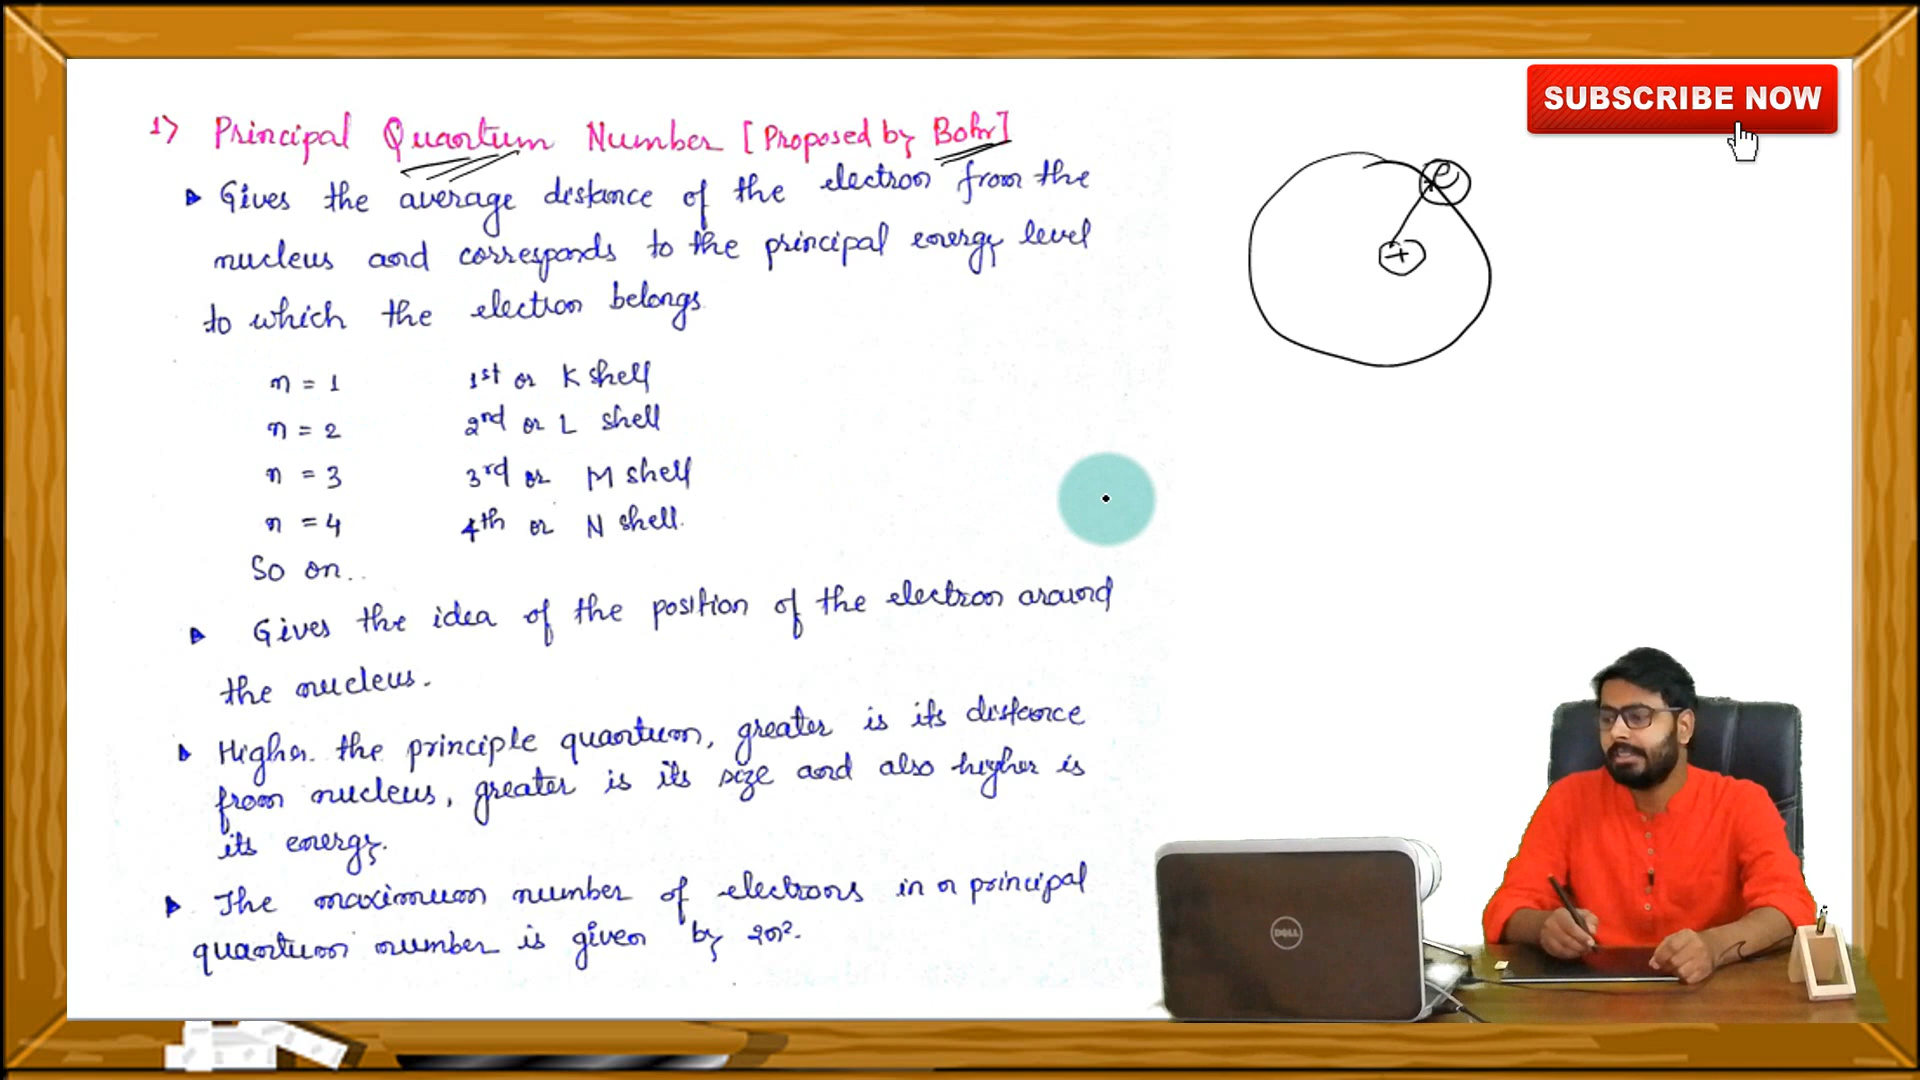 1> Principal Quantum Number [Proposed by Bohr]
SUBSCRIBE NOW
Gives the average distance of the electron from the
nucleus and corresponds to the principal energy level
to which the electron belongs
e
+
n = 1 1st or K shell
n = 2 2nd or L shell
n = 3 3rd or M shell
n = 4 4th or N shell.
So on..
Gives the idea of the position of the electron around
the nucleus.
Higher the principle quantum, greater is its distance
from nucleus, greater is its size and also higher is
its energy.
The maximum number of electrons in a principal
quantum number is given by 2n².
DELL